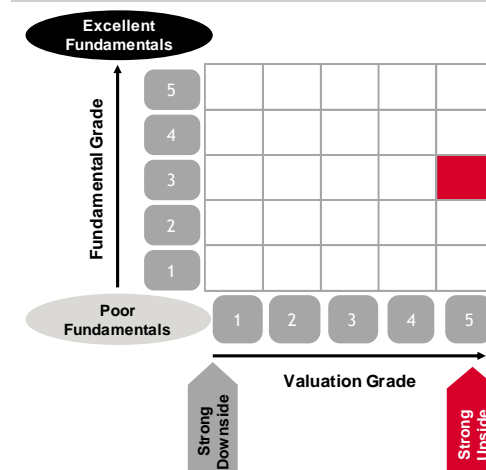 Excellent
Fundamentals
Fundamental Grade
5
4
3
2
1
Poor
Fundamentals
1
2
3
4
5
Valuation Grade
Strong
Downside
Strong
Upside